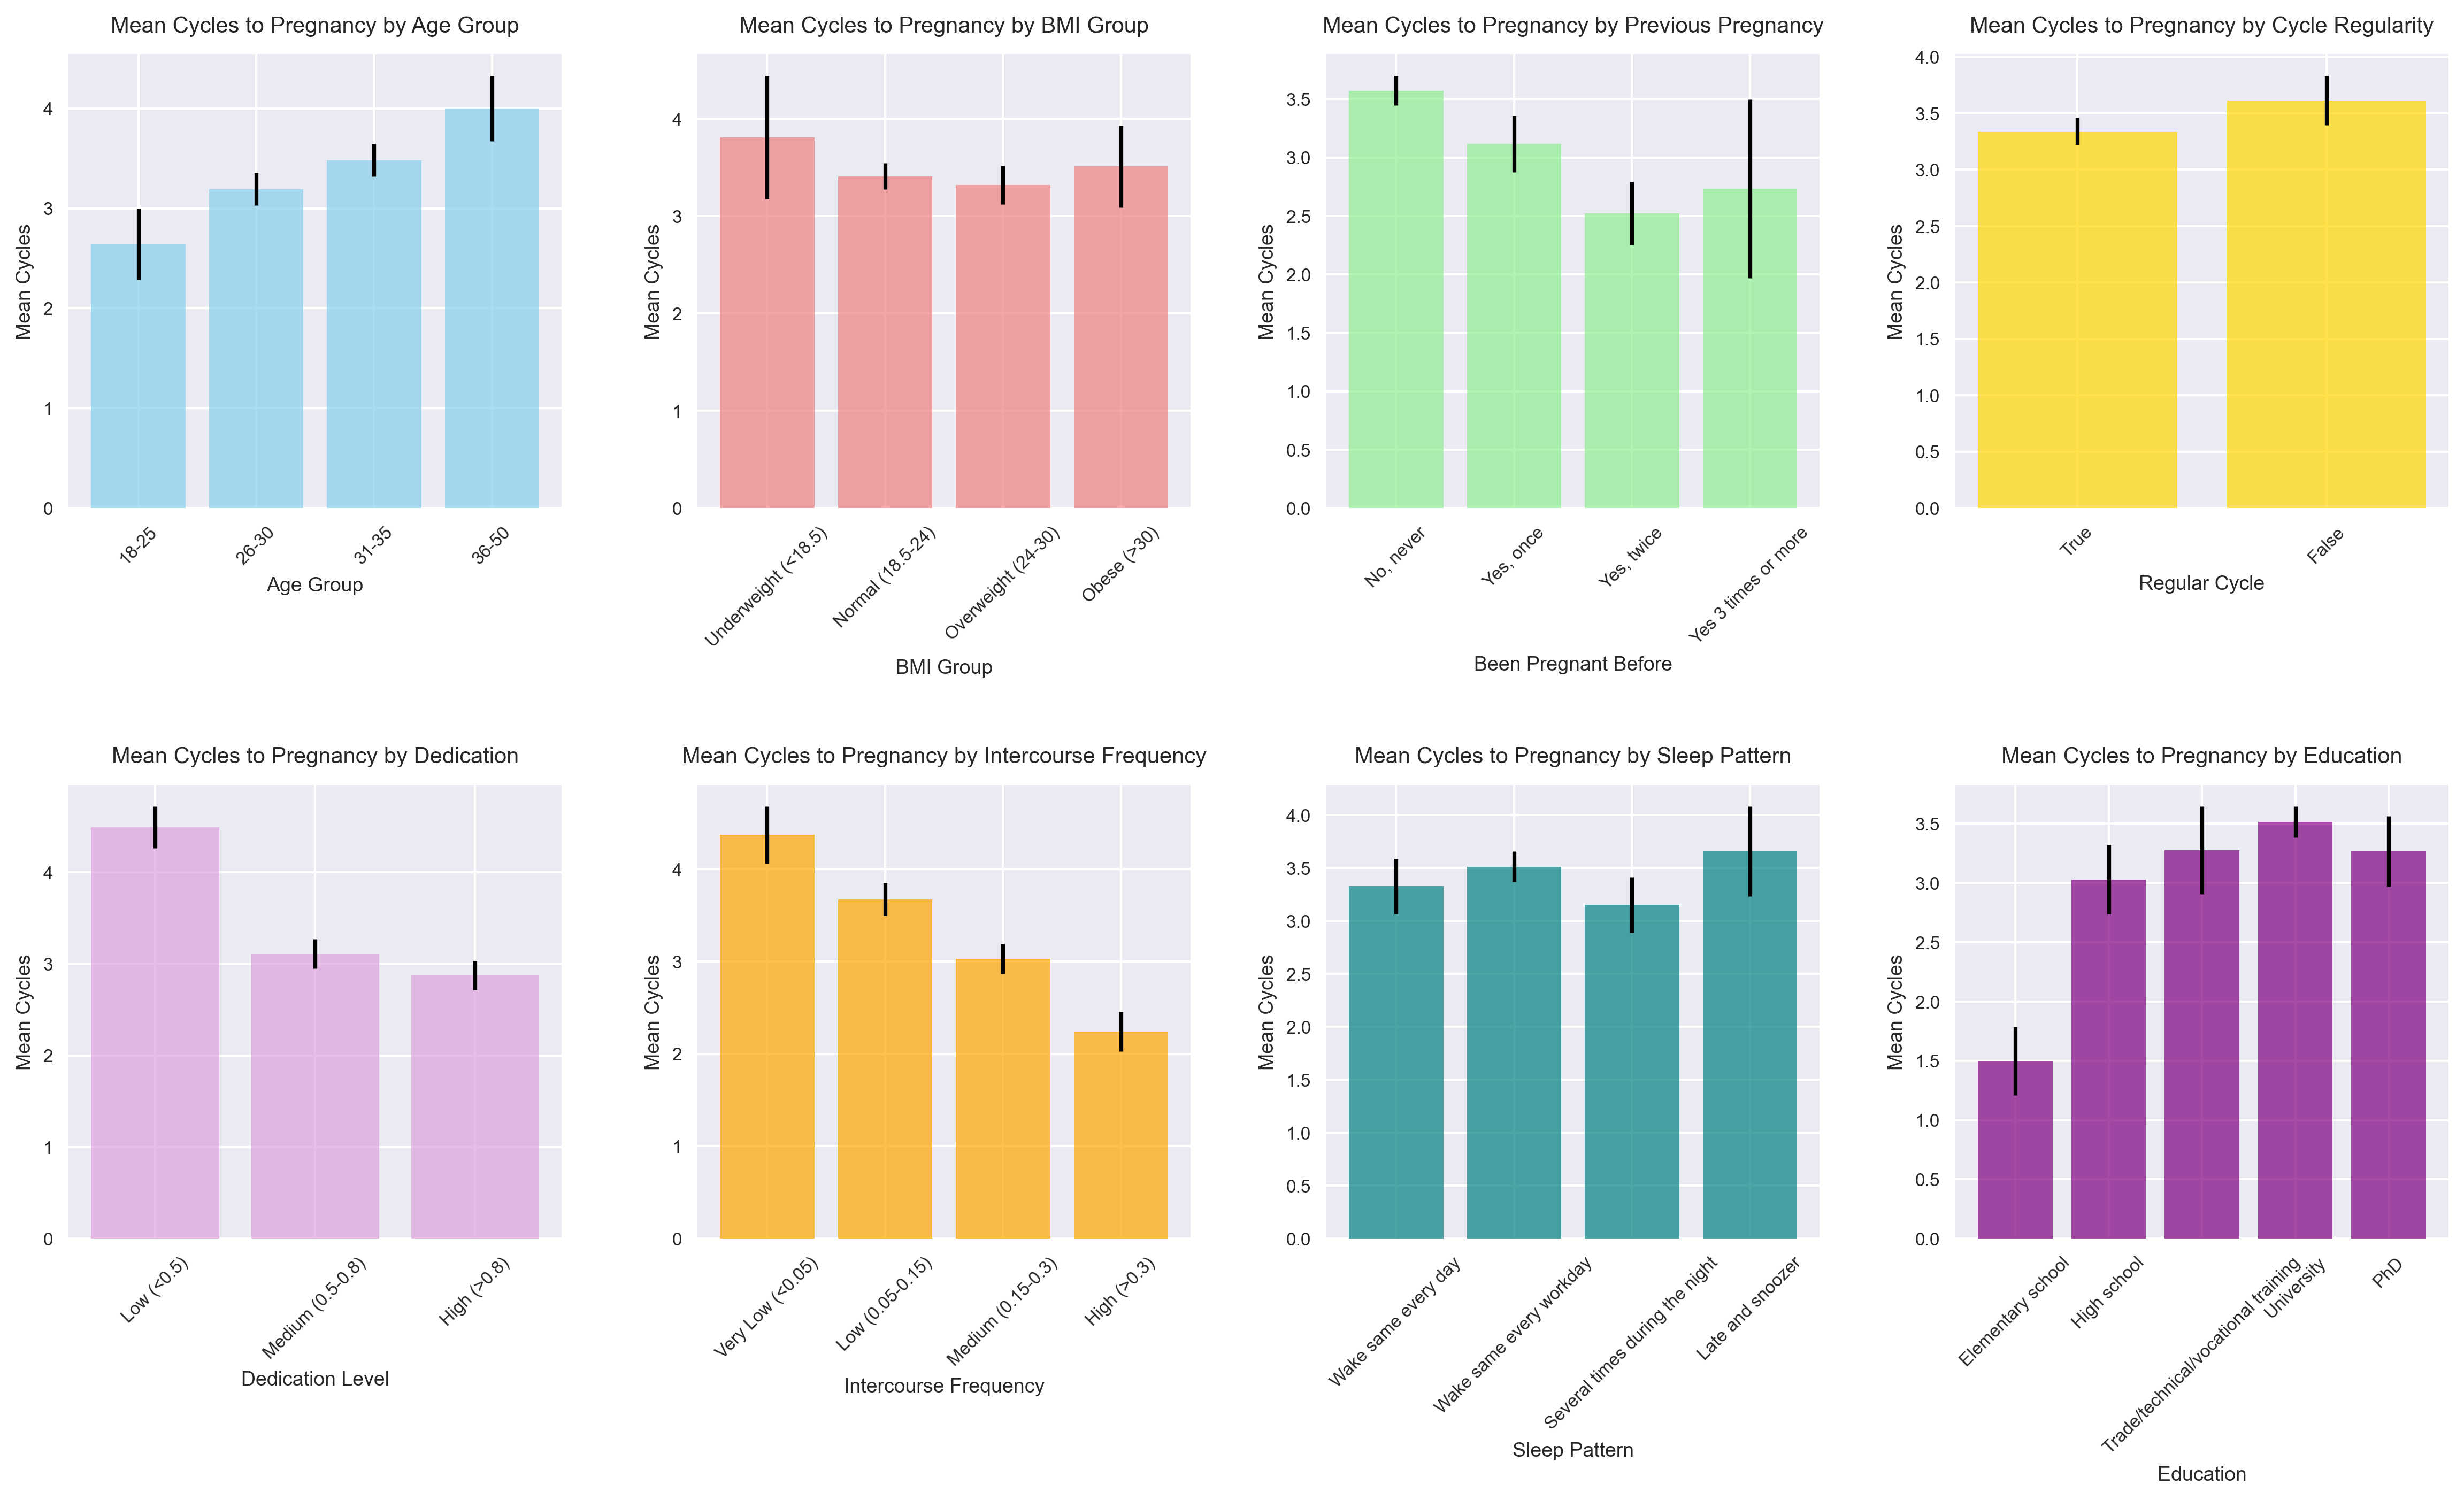 Mean Cycles to Pregnancy by Age Group
Mean Cycles
4
3
2
1
0
18-25
26-30
31-35
36-50
Age Group
Mean Cycles to Pregnancy by BMI Group
Mean Cycles
4
3
2
1
0
Underweight (<18.5)
Normal (18.5-24)
Overweight (24-30)
Obese (>30)
BMI Group
Mean Cycles to Pregnancy by Previous Pregnancy
Mean Cycles
3.5
3.0
2.5
2.0
1.5
1.0
0.5
0.0
No, never
Yes, once
Yes, twice
Yes 3 times or more
Been Pregnant Before
Mean Cycles to Pregnancy by Cycle Regularity
Mean Cycles
4.0
3.5
3.0
2.5
2.0
1.5
1.0
0.5
0.0
True
False
Regular Cycle
Mean Cycles to Pregnancy by Dedication
Mean Cycles
4
3
2
1
0
Low (<0.5)
Medium (0.5-0.8)
High (>0.8)
Dedication Level
Mean Cycles to Pregnancy by Intercourse Frequency
Mean Cycles
4
3
2
1
0
Very Low (<0.05)
Low (0.05-0.15)
Medium (0.15-0.3)
High (>0.3)
Intercourse Frequency
Mean Cycles to Pregnancy by Sleep Pattern
Mean Cycles
4.0
3.5
3.0
2.5
2.0
1.5
1.0
0.5
0.0
Wake same every day
Wake same every workday
Several times during the night
Late and snoozer
Sleep Pattern
Mean Cycles to Pregnancy by Education
Mean Cycles
3.5
3.0
2.5
2.0
1.5
1.0
0.5
0.0
Elementary school
High school
Trade/technical/vocational training
University
PhD
Education